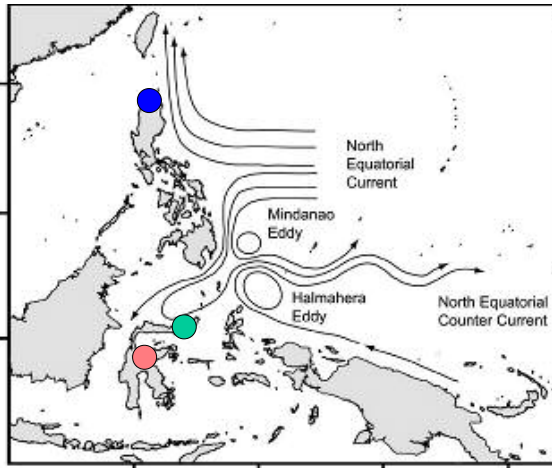 North
Equatorial
Current
Mindanao
Eddy
Halmahera
Eddy
North Equatorial
Counter Current